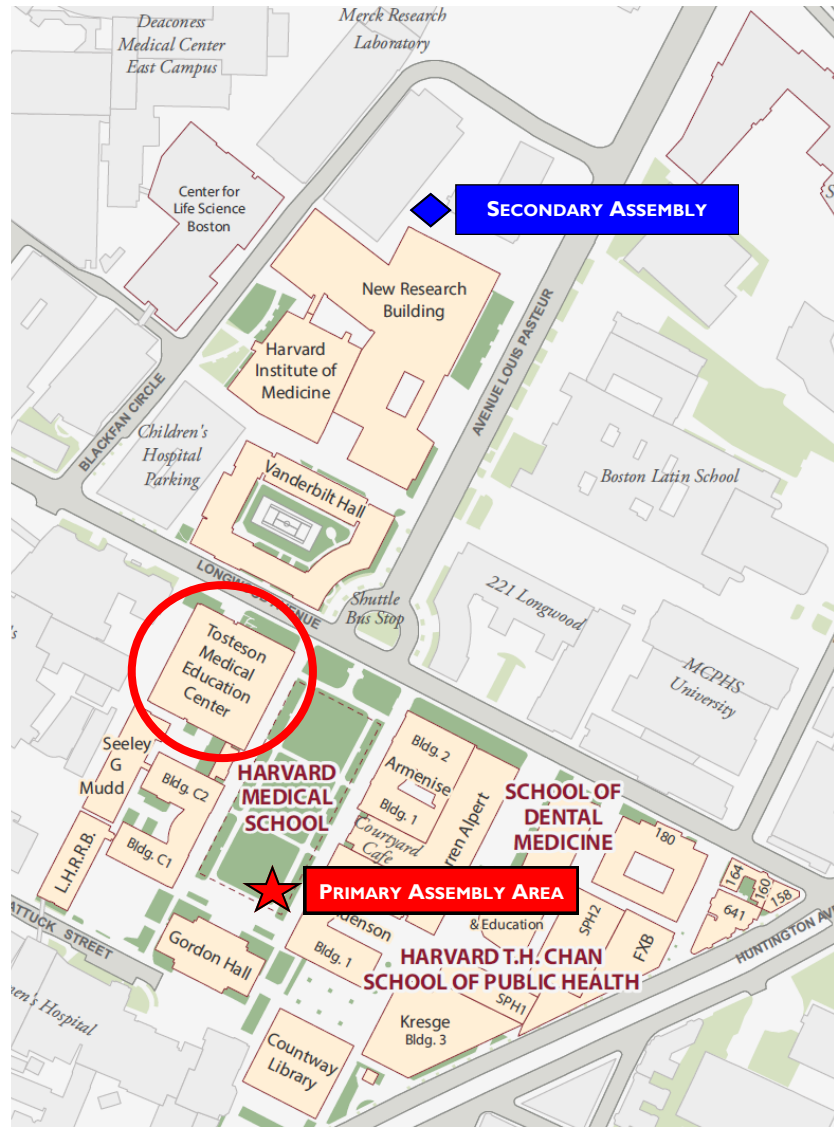 Deaconess
Medical Center
East Campus
Merck Research
Laboratory
Center for
Life Science
Boston
SECONDARY ASSEMBLY
New Research
Building
Harvard
Institute of
Medicine
AVENUE LOUIS PASTEUR
BLACKFAN CIRCLE
Children's
Hospital
Parking
Vanderbilt Hall
Boston Latin School
LONGWOOD AVENUE
Shuttle
Bus Stop
221 Longwood
Tosteson
Medical
Education
Center
MCPHS
University
Seeley
G
Mudd
Bldg. C2
HARVARD
MEDICAL
SCHOOL
Bldg. 2
Armenise
Bldg. 1
SCHOOL OF
DENTAL
MEDICINE
rren Alpert
Courtyard
Cafe
180
L.H.R.R.B.
Bldg. C1
164
160
158
641
PRIMARY ASSEMBLY AREA
denson
& Education
SPH2
FXB
ATTUCK STREET
Gordon Hall
Bldg. 1
HARVARD T.H. CHAN
SCHOOL OF PUBLIC HEALTH
HUNTINGTON AV
en's Hospital
SPH1
Kresge
Bldg. 3
Countway
Library